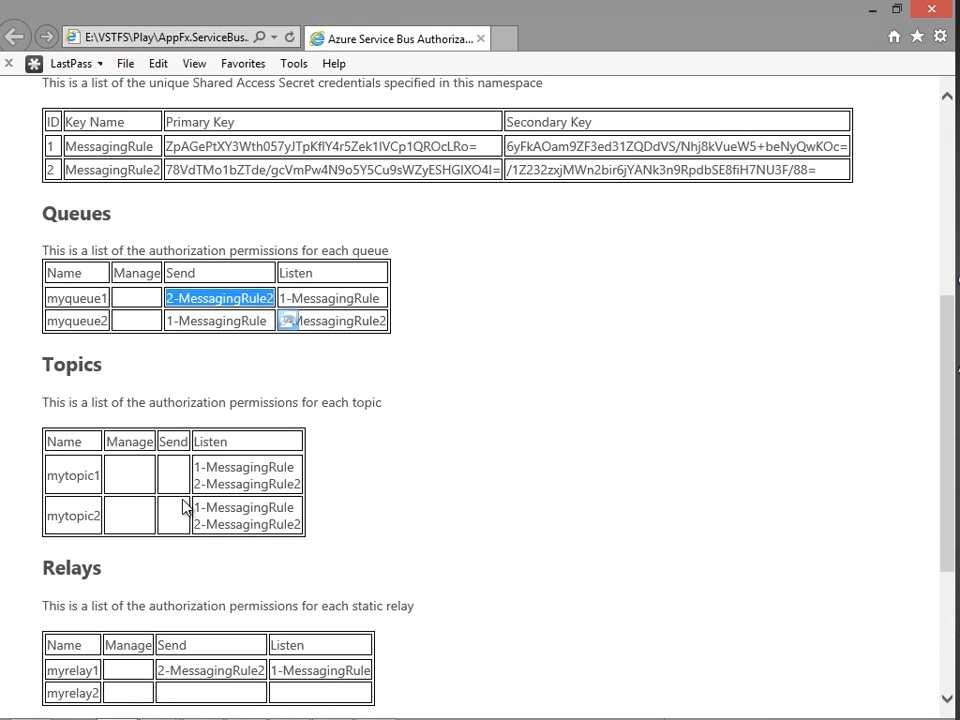 E:\VSTFS\Play\AppFx.ServiceBus.
Azure Service Bus Authoriza...
LastPass File Edit View Favorites Tools Help
This is a list of the unique Shared Access Secret credentials specified in this namespace
ID Key Name Primary Key Secondary Key
1 MessagingRule ZpAGePtXY3Wth057yJTpKflY4r5Zek1IVCp1QROcLRo= 6yFkAOam9ZF3ed31ZQDdVS/Nhj8kVueW5+beNyQwKOc=
2 MessagingRule2 78VdTMo1bZTde/gcVmPw4N9o5Y5Cu9sWZyESHGIXO4I= /1Z232zxjMWn2bir6jYANk3n9RpdbSE8fiH7NU3F/88=
Queues
This is a list of the authorization permissions for each queue
Name Manage Send Listen
myqueue1 2-MessagingRule2 1-MessagingRule
myqueue2 1-MessagingRule MessagingRule2
Topics
This is a list of the authorization permissions for each topic
Name Manage Send Listen
mytopic1 1-MessagingRule
2-MessagingRule2
mytopic2 1-MessagingRule
2-MessagingRule2
Relays
This is a list of the authorization permissions for each static relay
Name Manage Send Listen
myrelay1 2-MessagingRule2 1-MessagingRule
myrelay2